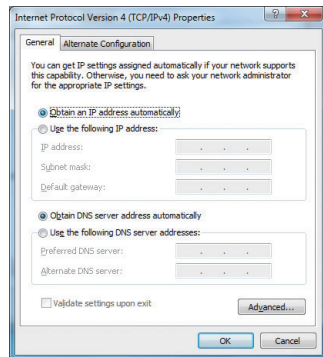 Internet Protocol Version 4 (TCP/IPv4) Properties
General Alternate Configuration
You can get IP settings assigned automatically if your network supports
this capability. Otherwise, you need to ask your network administrator
for the appropriate IP settings.
Obtain an IP address automatically
Use the following IP address:
IP address:
Subnet mask:
Default gateway:
Obtain DNS server address automatically
Use the following DNS server addresses:
Preferred DNS server:
Alternate DNS server:
Validate settings upon exit
Advanced...
OK Cancel